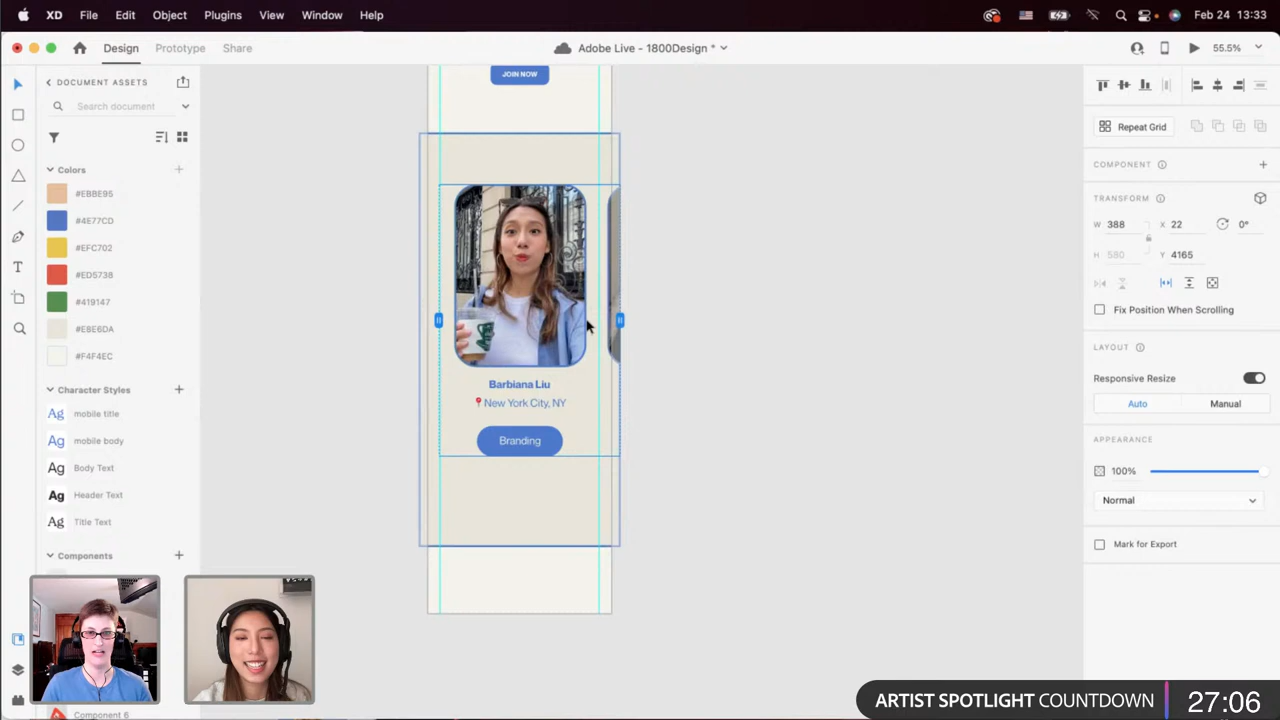 XD File Edit Object Plugins View Window Help
Feb 24 13:33
Design Prototype Share
Adobe Live - 1800Design *
55.5%
DOCUMENT ASSETS
Search document
Colors
#EBBE95
#4E77CD
#EFC702
#ED5738
#419147
#E8E6DA
#F4F4EC
Character Styles
Ag mobile title
Ag mobile body
Ag Body Text
Ag Header Text
Ag Title Text
Components
Component 6
JOIN NOW
Barbiana Liu
New York City, NY
Branding
Repeat Grid
COMPONENT
TRANSFORM
W 388 X 22 0°
H 580 Y 4165
Fix Position When Scrolling
LAYOUT
Responsive Resize
Auto Manual
APPEARANCE
100%
Normal
Mark for Export
ARTIST SPOTLIGHT COUNTDOWN 27:06